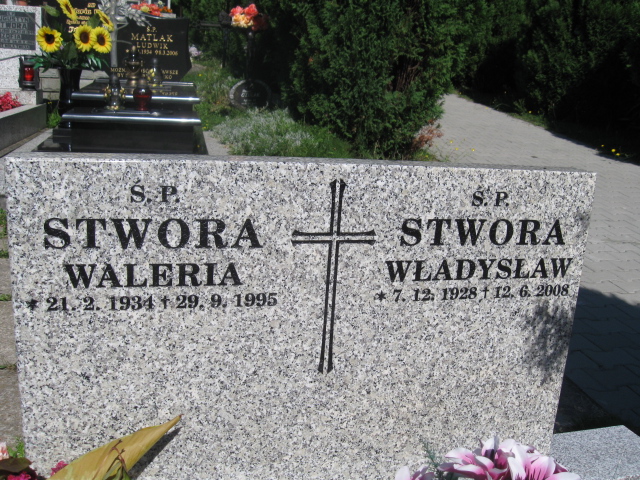 Ś.P.
STWORA
WALERIA
* 21. 2. 1934 † 29. 9. 1995
Ś.P.
STWORA
WŁADYSŁAW
* 7. 12. 1928 † 12. 6. 2008
Ś.P.
MATLAK
LUDWIK